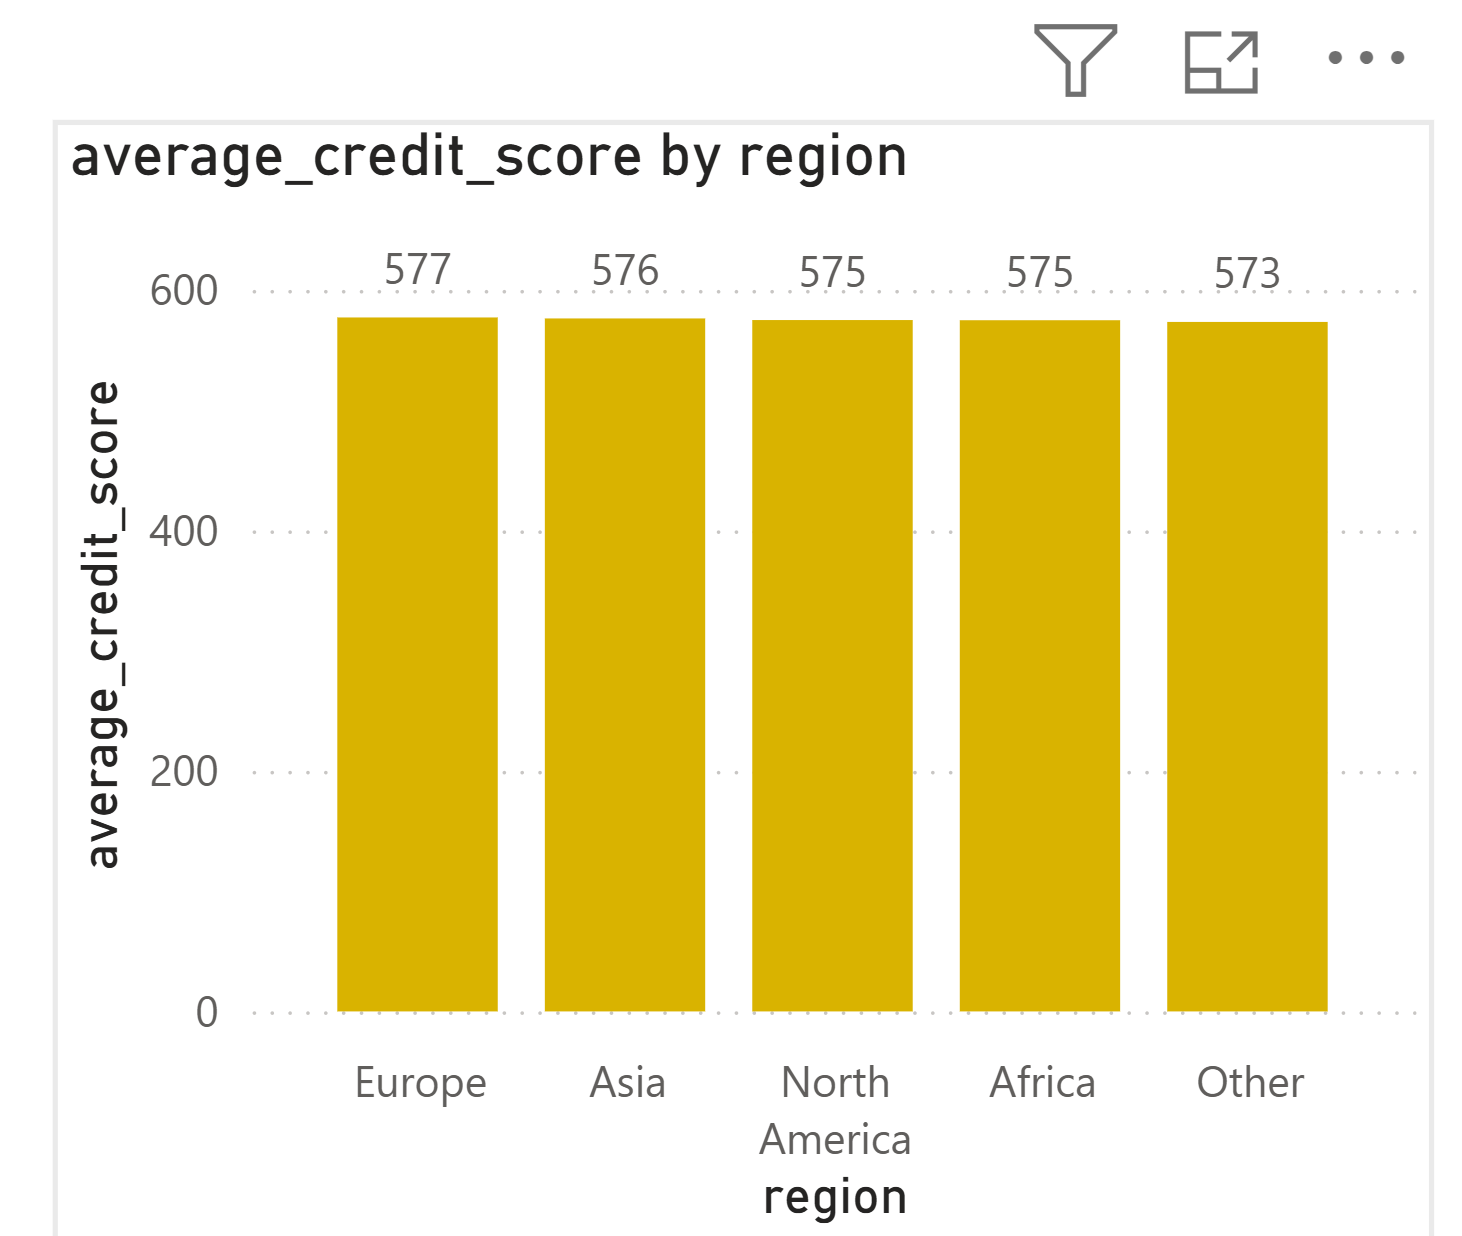 average_credit_score by region
577
576
575
575
573
600
400
200
0
average_credit_score
Europe
Asia
North
America
Africa
Other
region